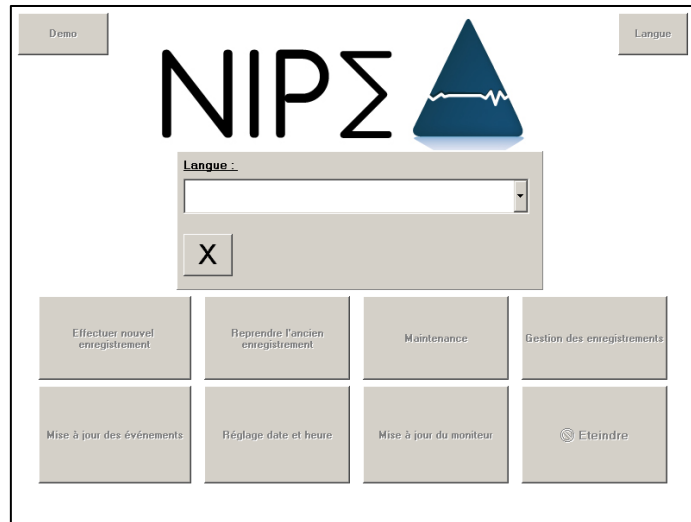 Demo
Langue
NIPΣ
Langue :
X
Effectuer nouvel
enregistrement
Reprendre l'ancien
enregistrement
Maintenance
Gestion des enregistrements
Mise à jour des événements
Réglage date et heure
Mise à jour du moniteur
Eteindre